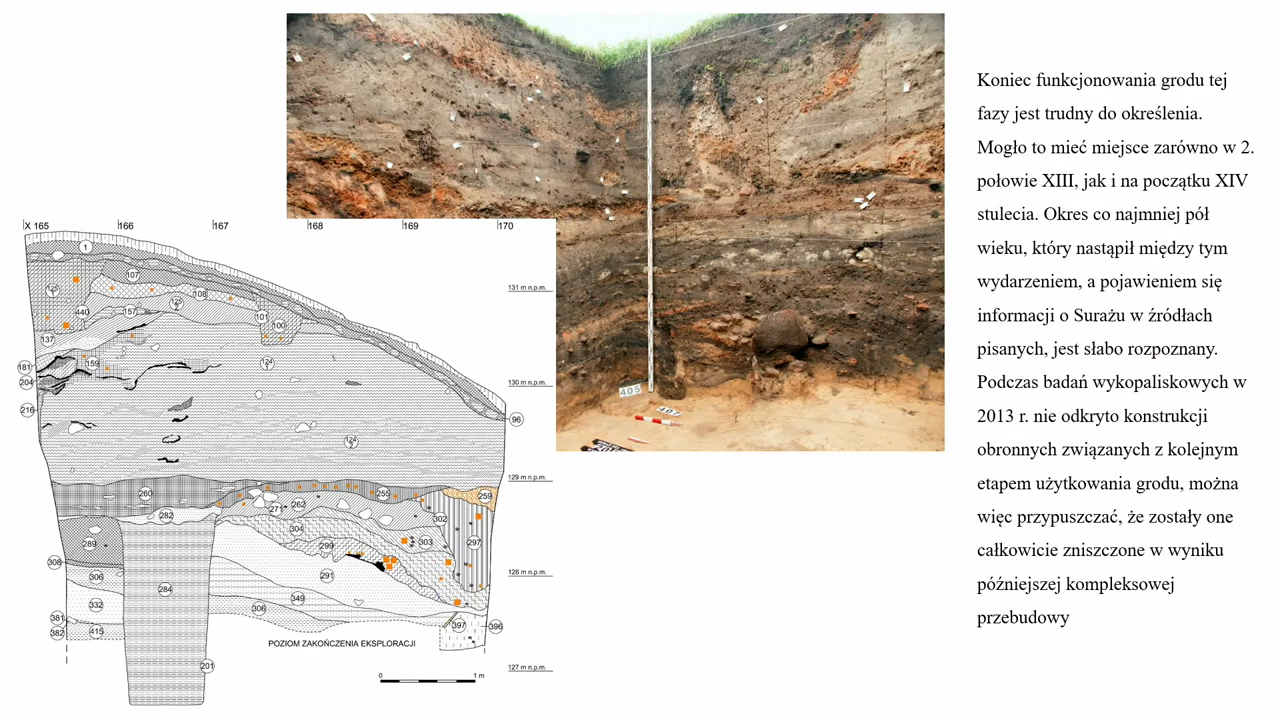 Koniec funkcjonowania grodu tej
fazy jest trudny do określenia.
Mogło to mieć miejsce zarówno w 2.
połowie XIII, jak i na początku XIV
stulecia. Okres co najmniej pół
wieku, który nastąpił między tym
wydarzeniem, a pojawieniem się
informacji o Surażu w źródłach
pisanych, jest słabo rozpoznany.
Podczas badań wykopaliskowych w
2013 r. nie odkryto konstrukcji
obronnych związanych z kolejnym
etapem użytkowania grodu, można
więc przypuszczać, że zostały one
całkowicie zniszczone w wyniku
późniejszej kompleksowej
przebudowy
X 165 166 167 168 169 170
1
107
125
108
125
440
157
101
100
131 m n.p.m.
137
181
159
124
204
130 m n.p.m.
216
96
124
129 m n.p.m.
260
255
259
271
262
282
302
304
289
299
303
297
308
306
291
128 m n.p.m.
284
349
332
306
381
382
415
397
396
POZIOM ZAKOŃCZENIA EKSPLORACJI
201
127 m n.p.m.
0 1 m
405
407